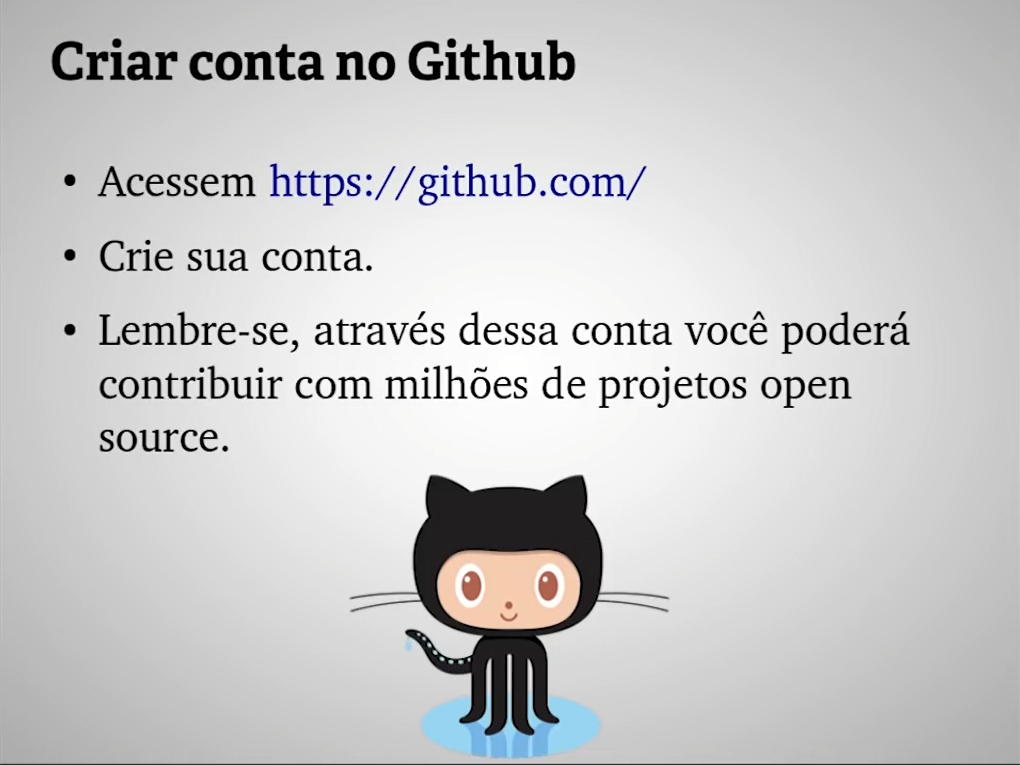 Criar conta no Github
• Acessem https://github.com/
• Crie sua conta.
• Lembre-se, através dessa conta você poderá
contribuir com milhões de projetos open
source.